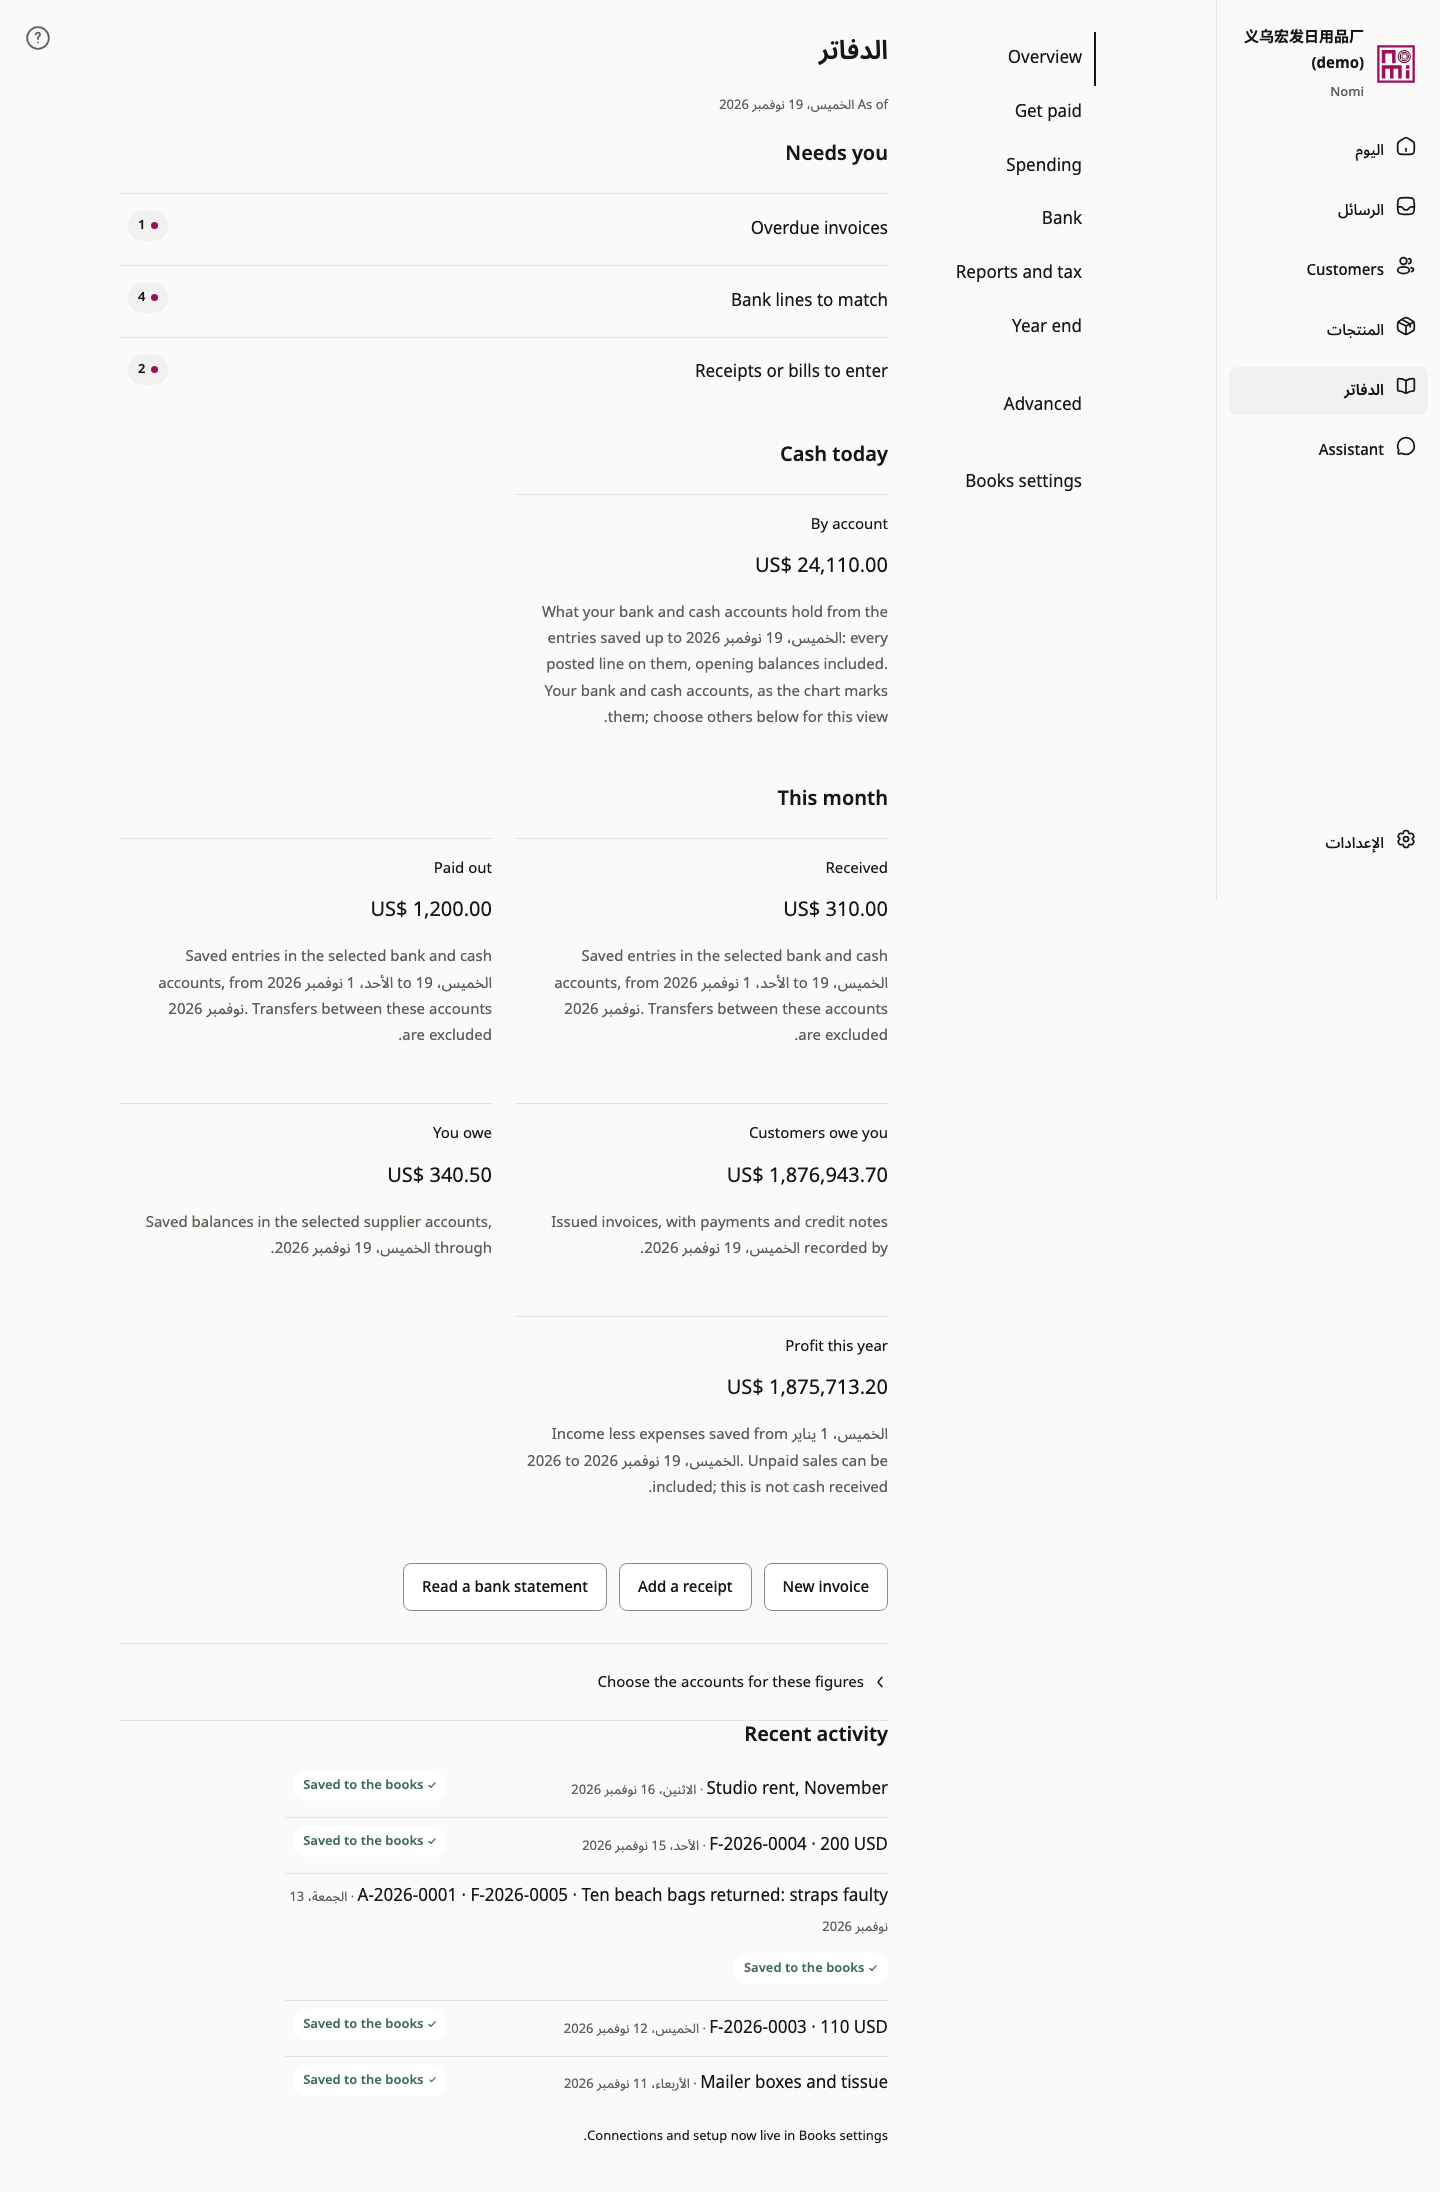 义乌宏发日用品厂
(demo)
Nomi
اليوم
الرسائل
Customers
المنتجات
الدفاتر
Assistant
الإعدادات
Overview
Get paid
Spending
Bank
Reports and tax
Year end
Advanced
Books settings
الدفاتر
As of الخميس، 19 نوفمبر 2026
Needs you
Overdue invoices
1
Bank lines to match
4
Receipts or bills to enter
2
Cash today
By account
US$ 24,110.00
What your bank and cash accounts hold from the
entries saved up to الخميس، 19 نوفمبر 2026: every
posted line on them, opening balances included.
Your bank and cash accounts, as the chart marks
them; choose others below for this view.
This month
Received
US$ 310.00
Saved entries in the selected bank and cash
accounts, from الأحد، 1 نوفمبر 2026 to الخميس، 19
نوفمبر 2026. Transfers between these accounts
are excluded.
Paid out
US$ 1,200.00
Saved entries in the selected bank and cash
accounts, from الأحد، 1 نوفمبر 2026 to الخميس، 19
نوفمبر 2026. Transfers between these accounts
are excluded.
Customers owe you
US$ 1,876,943.70
Issued invoices, with payments and credit notes
recorded by الخميس، 19 نوفمبر 2026.
You owe
US$ 340.50
Saved balances in the selected supplier accounts,
through الخميس، 19 نوفمبر 2026.
Profit this year
US$ 1,875,713.20
Income less expenses saved from الخميس، 1 يناير
2026 to الخميس، 19 نوفمبر 2026. Unpaid sales can be
included; this is not cash received.
New invoice
Add a receipt
Read a bank statement
Choose the accounts for these figures
Recent activity
Studio rent, November · الاثنين، 16 نوفمبر 2026
✓ Saved to the books
F-2026-0004 · 200 USD · الأحد، 15 نوفمبر 2026
✓ Saved to the books
A-2026-0001 · F-2026-0005 · Ten beach bags returned: straps faulty · الجمعة، 13
نوفمبر 2026
✓ Saved to the books
F-2026-0003 · 110 USD · الخميس، 12 نوفمبر 2026
✓ Saved to the books
Mailer boxes and tissue · الأربعاء، 11 نوفمبر 2026
✓ Saved to the books
Connections and setup now live in Books settings.